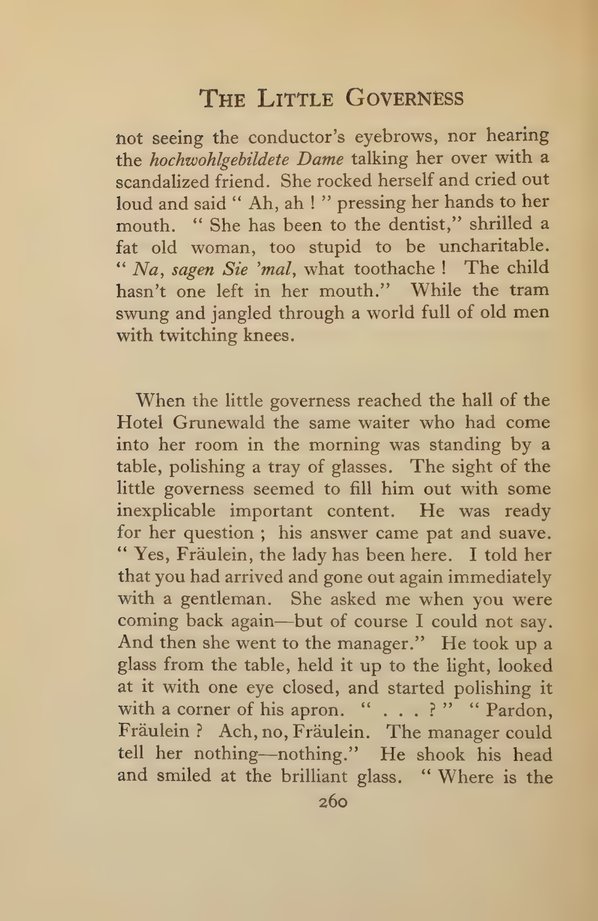 THE LITTLE GOVERNESS
not seeing the conductor's eyebrows, nor hearing
the hochwohlgebildete Dame talking her over with a
scandalized friend. She rocked herself and cried out
loud and said “ Ah, ah ! ” pressing her hands to her
mouth. “ She has been to the dentist,” shrilled a
fat old woman, too stupid to be uncharitable.
“ Na, sagen Sie 'mal, what toothache ! The child
hasn't one left in her mouth.” While the tram
swung and jangled through a world full of old men
with twitching knees.
When the little governess reached the hall of the
Hotel Grunewald the same waiter who had come
into her room in the morning was standing by a
table, polishing a tray of glasses. The sight of the
little governess seemed to fill him out with some
inexplicable important content. He was ready
for her question ; his answer came pat and suave.
“ Yes, Fräulein, the lady has been here. I told her
that you had arrived and gone out again immediately
with a gentleman. She asked me when you were
coming back again—but of course I could not say.
And then she went to the manager.” He took up a
glass from the table, held it up to the light, looked
at it with one eye closed, and started polishing it
with a corner of his apron. “ . . . ? ” “ Pardon,
Fräulein ? Ach, no, Fräulein. The manager could
tell her nothing—nothing.” He shook his head
and smiled at the brilliant glass. “ Where is the
260